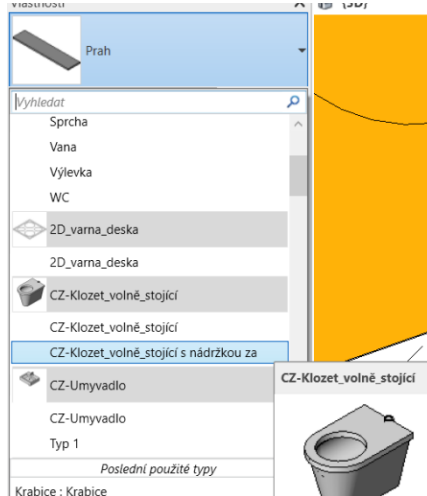 Vlastnosti
{3D}
Prah
Vyhledat
Sprcha
Vana
Výlevka
WC
2D_varna_deska
2D_varna_deska
CZ-Klozet_volně_stojící
CZ-Klozet_volně_stojící
CZ-Klozet_volně_stojící s nádržkou za
CZ-Umyvadlo
CZ-Klozet_volně_stojící
CZ-Umyvadlo
Typ 1
Poslední použité typy
Krabice : Krabice